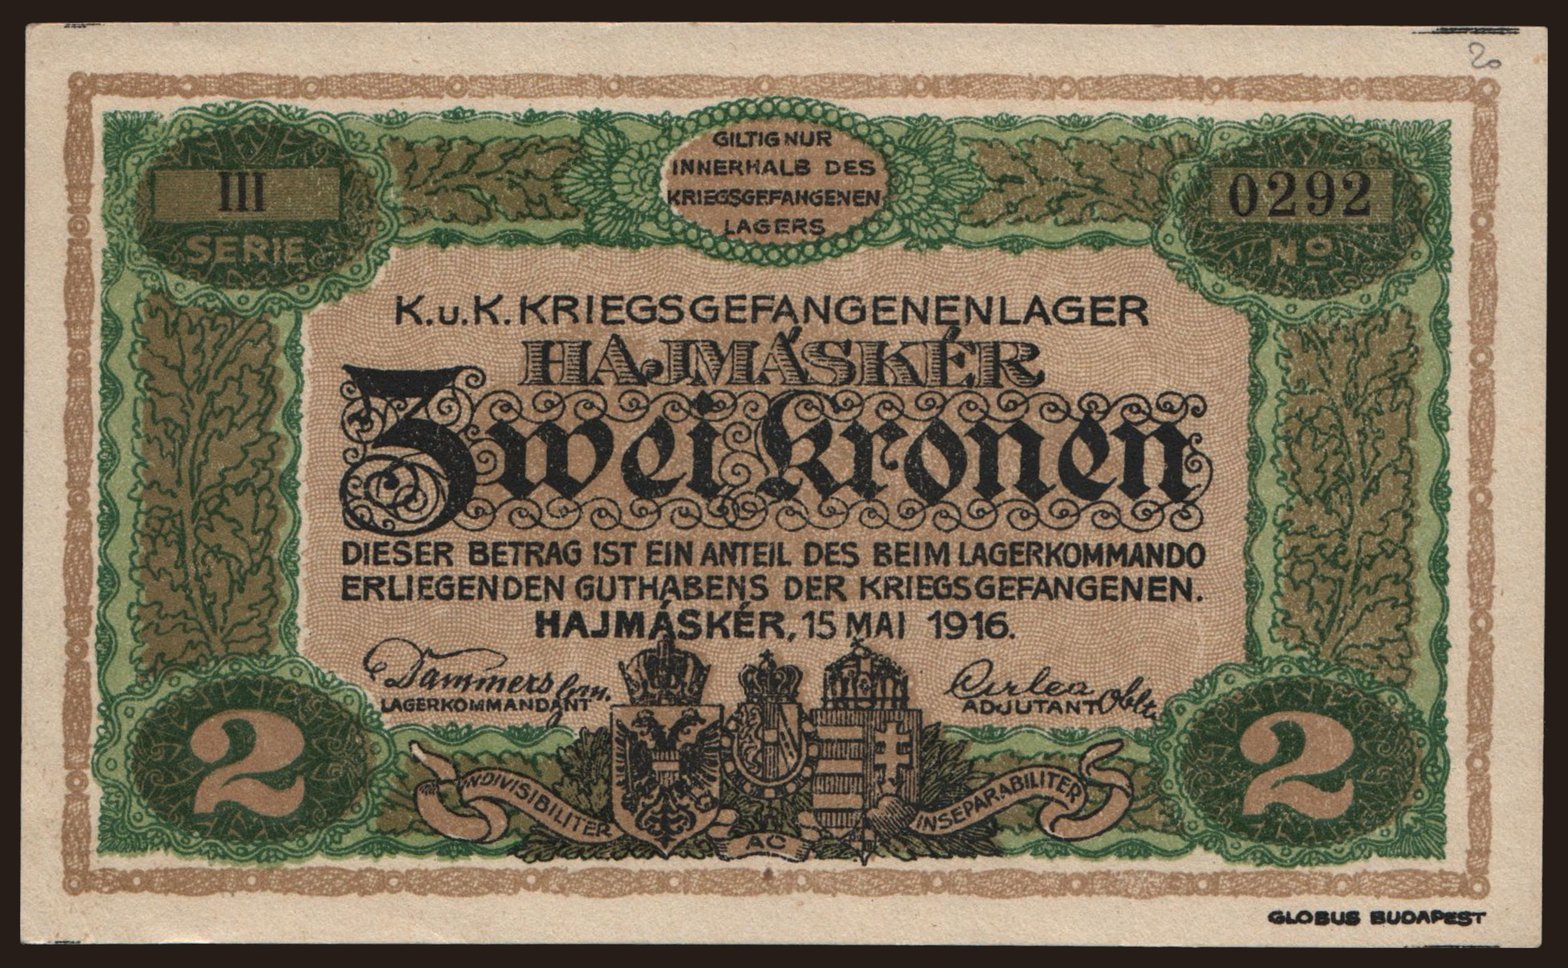 20
GILTIG NUR
INNERHALB DES
KRIEGSGEFANGENEN
LAGERS
III
SERIE
0292
No
K.u.K. KRIEGSGEFANGENENLAGER
HAJMÁSKÉR
Zwei Kronen
DIESER BETRAG IST EIN ANTEIL DES BEIM LAGERKOMMANDO
ERLIEGENDEN GUTHABENS DER KRIEGSGEFANGENEN.
HAJMÁSKÉR, 15 MAI 1916.
LAGERKOMMANDANT
ADJUTANT
2
2
INDIVISIBILITER
AC
INSEPARABILITER
GLOBUS BUDAPEST